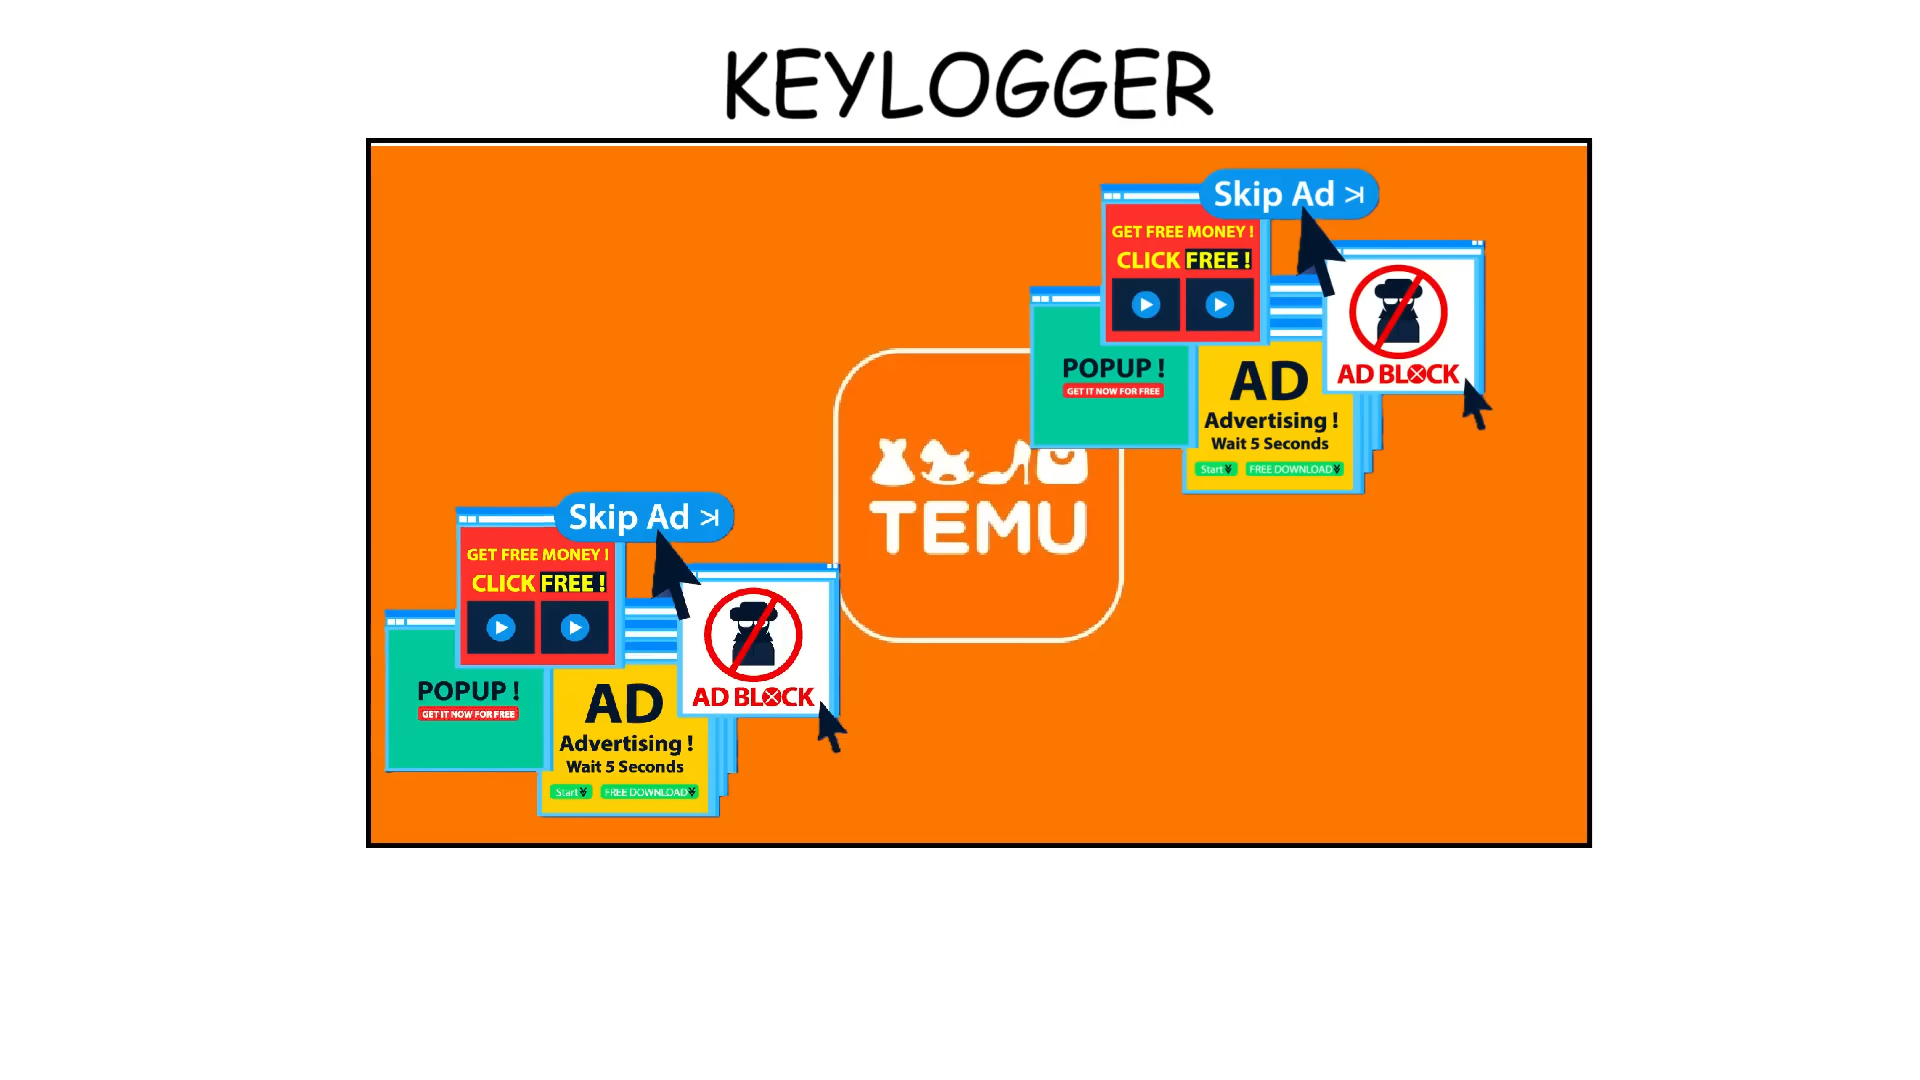 KEYLOGGER
Skip Ad
GET FREE MONEY !
CLICK FREE !
POPUP !
GET IT NOW FOR FREE
AD
Advertising !
Wait 5 Seconds
Start
FREE DOWNLOAD
AD BLOCK
TEMU
Skip Ad
GET FREE MONEY !
CLICK FREE !
POPUP !
GET IT NOW FOR FREE
AD
Advertising !
Wait 5 Seconds
Start
FREE DOWNLOAD
AD BLOCK